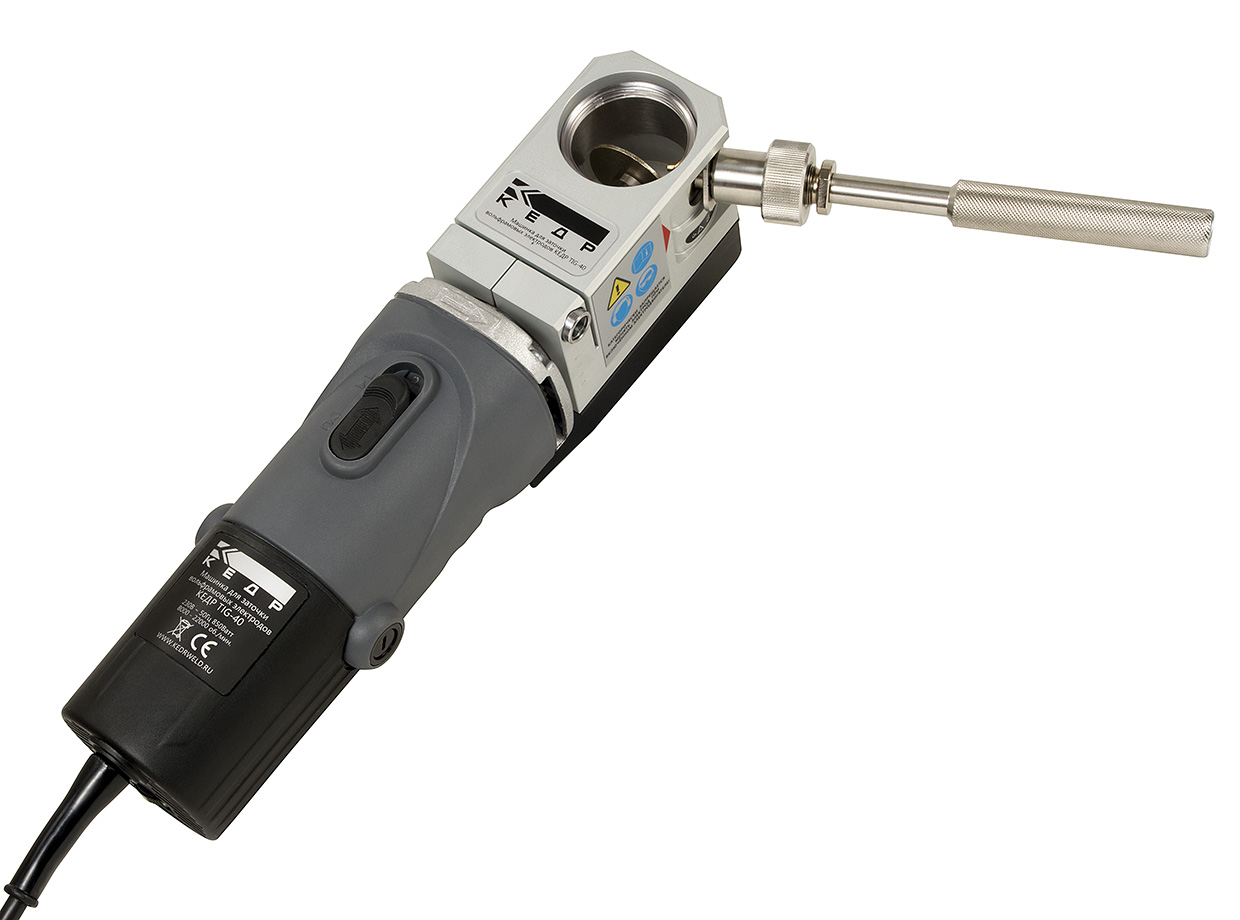 КЕДР
Машинка для заточки
вольфрамовых электродов КЕДР TIG-40
КЕДР
Машинка для заточки
вольфрамовых электродов
КЕДР TIG-40
230В ~ 50Гц 850Ватт
8000 - 22000 об/мин.
CE
WWW.KEDRWELD.RU